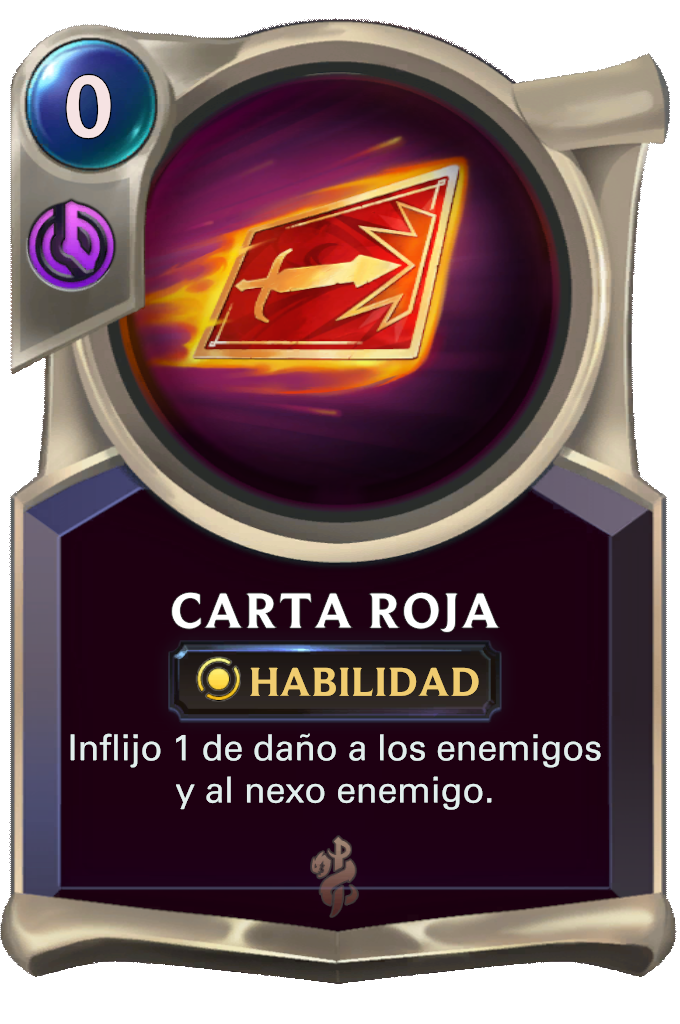 0
CARTA ROJA
HABILIDAD
Inflijo 1 de daño a los enemigos
y al nexo enemigo.